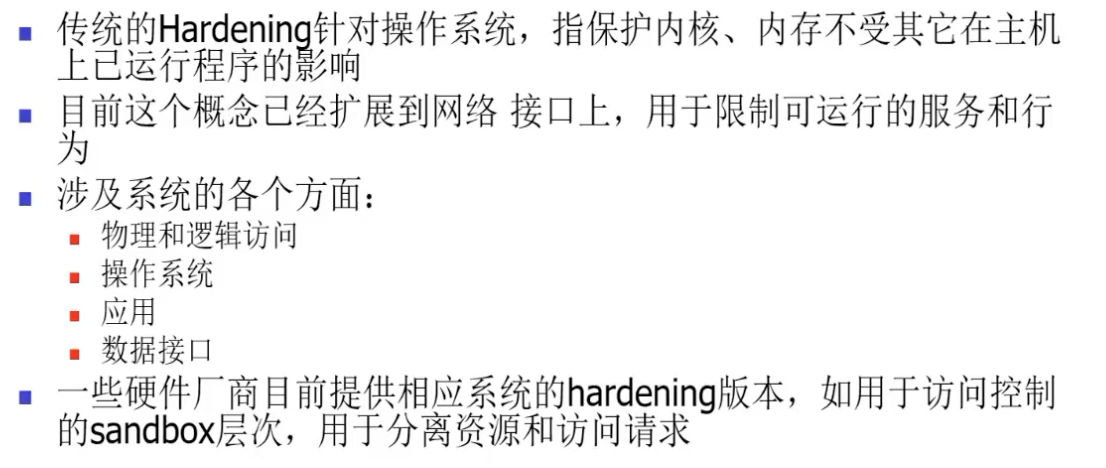 传统的Hardening针对操作系统，指保护内核、内存不受其它在主机
上已运行程序的影响
目前这个概念已经扩展到网络 接口上，用于限制可运行的服务和行
为
涉及系统的各个方面：
物理和逻辑访问
操作系统
应用
数据接口
一些硬件厂商目前提供相应系统的hardening版本，如用于访问控制
的sandbox层次，用于分离资源和访问请求